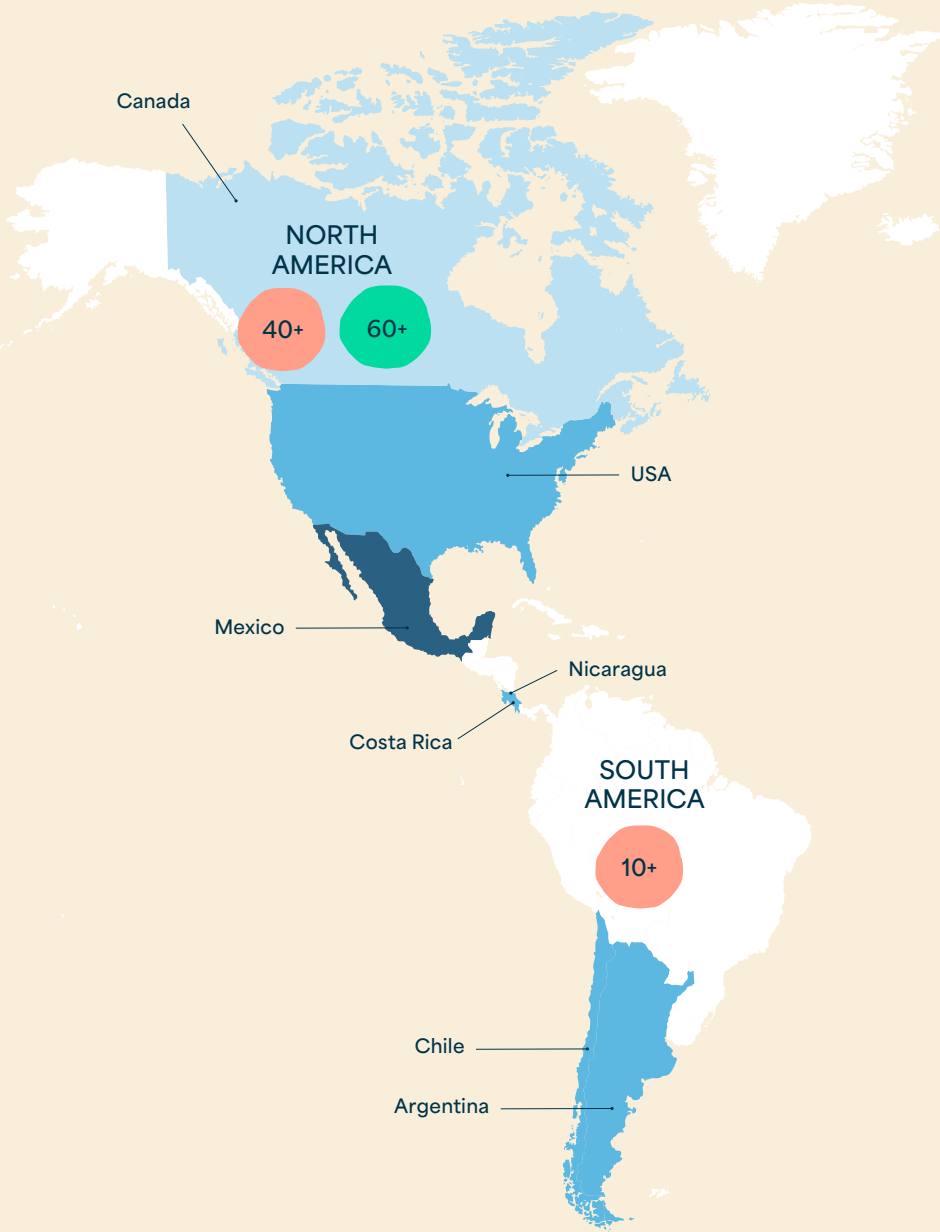 Canada
NORTH
AMERICA
40+
60+
USA
Mexico
Nicaragua
Costa Rica
SOUTH
AMERICA
10+
Chile
Argentina